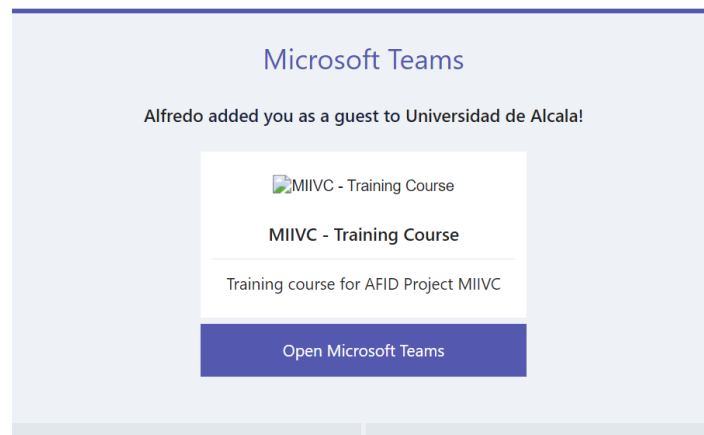 Microsoft Teams
Alfredo added you as a guest to Universidad de Alcala!
MIIVC - Training Course
MIIVC - Training Course
Training course for AFID Project MIIVC
Open Microsoft Teams